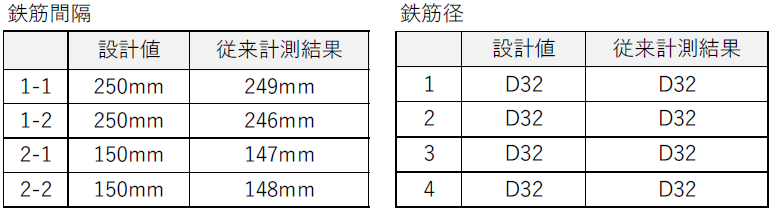 鉄筋間隔
設計値 従来計測結果
1-1 250mm 249mm
1-2 250mm 246mm
2-1 150mm 147mm
2-2 150mm 148mm
鉄筋径
設計値 従来計測結果
1 D32 D32
2 D32 D32
3 D32 D32
4 D32 D32